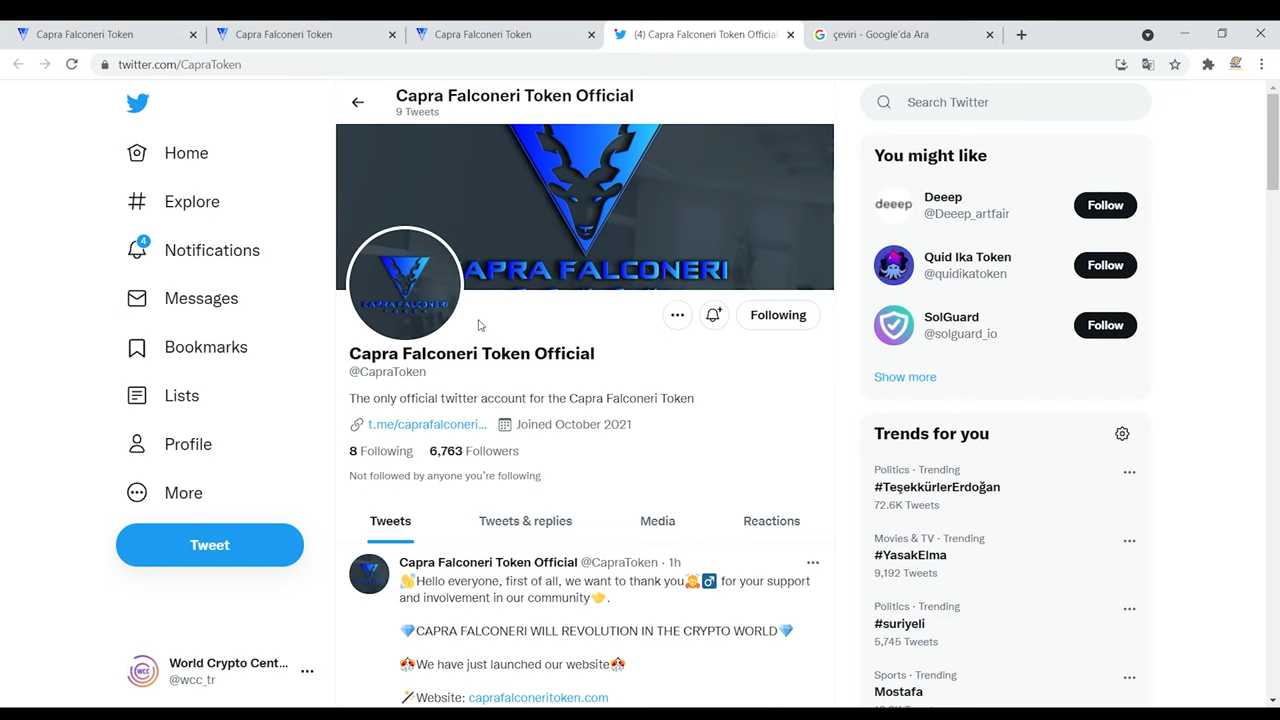 Capra Falconeri Token
Capra Falconeri Token
Capra Falconeri Token
(4) Capra Falconeri Token Official
çeviri - Google'da Ara
twitter.com/CapraToken
Capra Falconeri Token Official
9 Tweets
Search Twitter
Home
Explore
4
Notifications
Messages
Bookmarks
Lists
Profile
More
Tweet
World Crypto Cent...
@wcc_tr
WCC
APRA FALCONERI
CAPRA FALCONERI
TOKEN
Following
Capra Falconeri Token Official
@CapraToken
The only official twitter account for the Capra Falconeri Token
t.me/caprafalconeri... Joined October 2021
8 Following 6,763 Followers
Not followed by anyone you're following
Tweets Tweets & replies Media Reactions
Capra Falconeri Token Official @CapraToken · 1h
👋Hello everyone, first of all, we want to thank you🙇♂️ for your support
and involvement in our community🤝.
💎CAPRA FALCONERI WILL REVOLUTION IN THE CRYPTO WORLD💎
We have just launched our website
Website: caprafalconeritoken.com
You might like
deeep
Deeep
@Deeep_artfair
Follow
Quid Ika Token
@quidikatoken
Follow
SolGuard
@solguard_io
Follow
Show more
Trends for you
Politics · Trending
#TeşekkürlerErdoğan
72.6K Tweets
Movies & TV · Trending
#YasakElma
9,192 Tweets
Politics · Trending
#suriyeli
5,745 Tweets
Sports · Trending
Mostafa